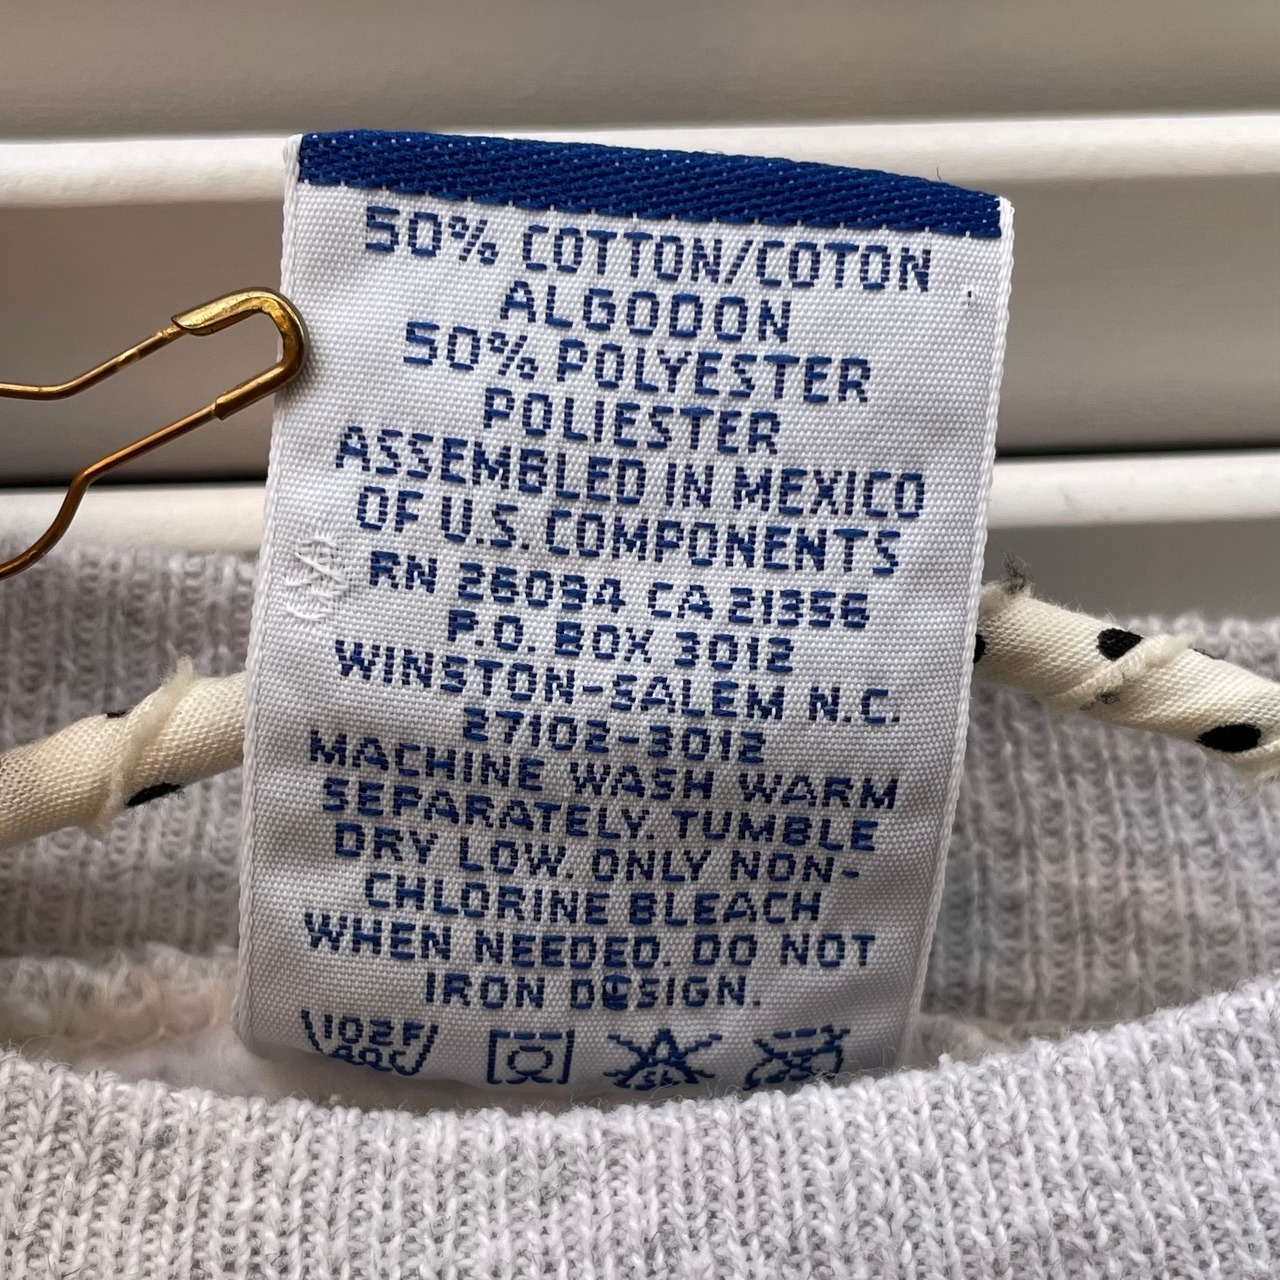 50% COTTON/COTON
ALGODON
50% POLYESTER
POLIESTER
ASSEMBLED IN MEXICO
OF U.S. COMPONENTS
RN 26094 CA 21356
P.O. BOX 3012
WINSTON-SALEM N.C.
27102-3012
MACHINE WASH WARM
SEPARATELY. TUMBLE
DRY LOW. ONLY NON-
CHLORINE BLEACH
WHEN NEEDED. DO NOT
IRON DESIGN.
102F
40C